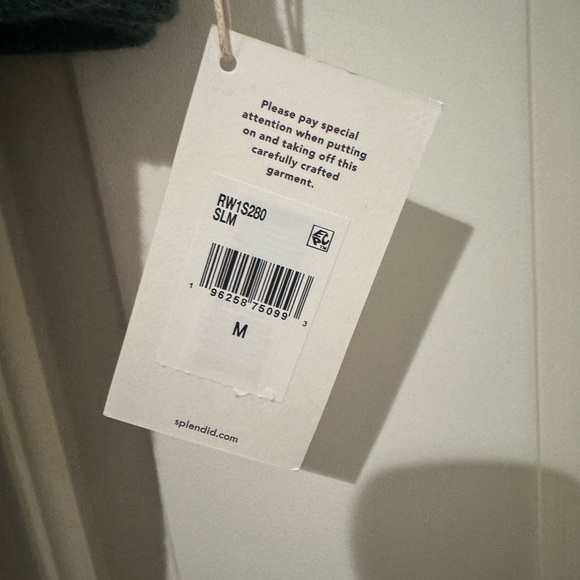 Please pay special
attention when putting
on and taking off this
carefully crafted
garment.
RW1S280
SLM
1 96258 75099 3
M
splendid.com